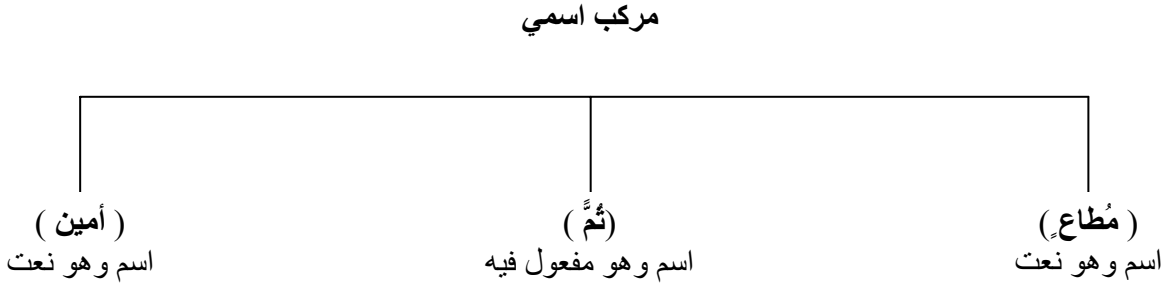 مركب اسمي
( مُطاع ٍ)
اسم وهو نعت
(ثُمًَّ )
اسم وهو مفعول فيه
( أمين )
اسم وهو نعت